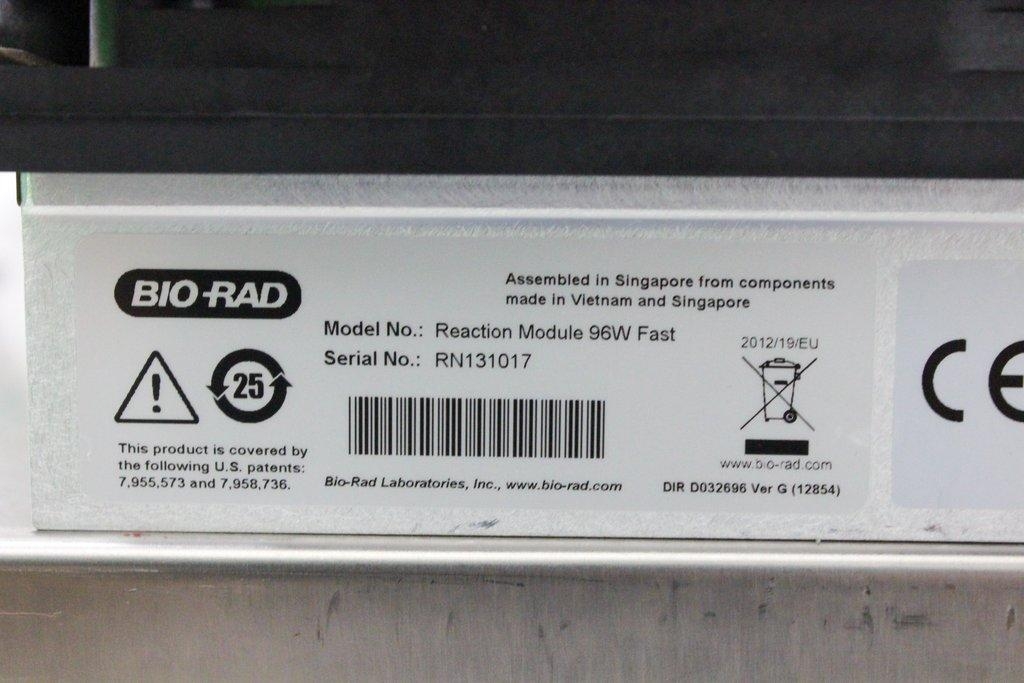 BIO-RAD
Assembled in Singapore from components
made in Vietnam and Singapore
Model No.: Reaction Module 96W Fast
Serial No.: RN131017
2012/19/EU
25
This product is covered by
the following U.S. patents:
7,955,573 and 7,958,736.
Bio-Rad Laboratories, Inc., www.bio-rad.com
www.bio-rad.com
DIR D032696 Ver G (12854)
CE